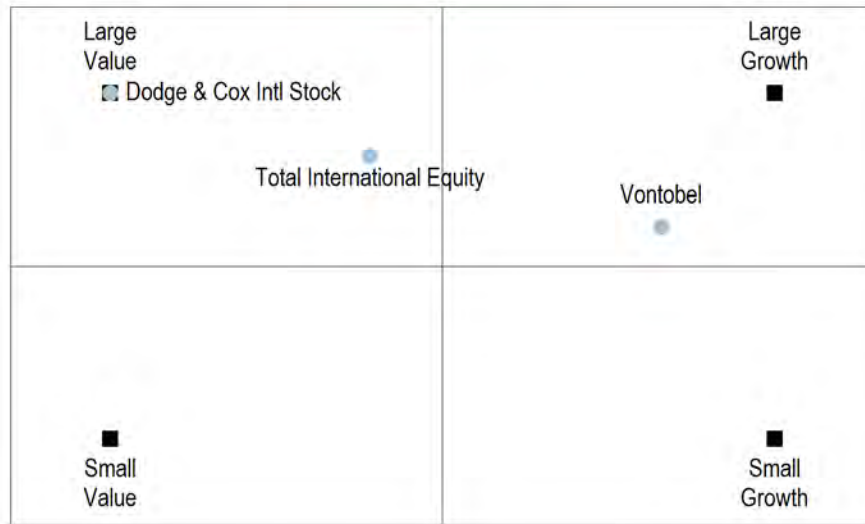 Large
Value
Large
Growth
Dodge & Cox Intl Stock
Total International Equity
Vontobel
Small
Value
Small
Growth